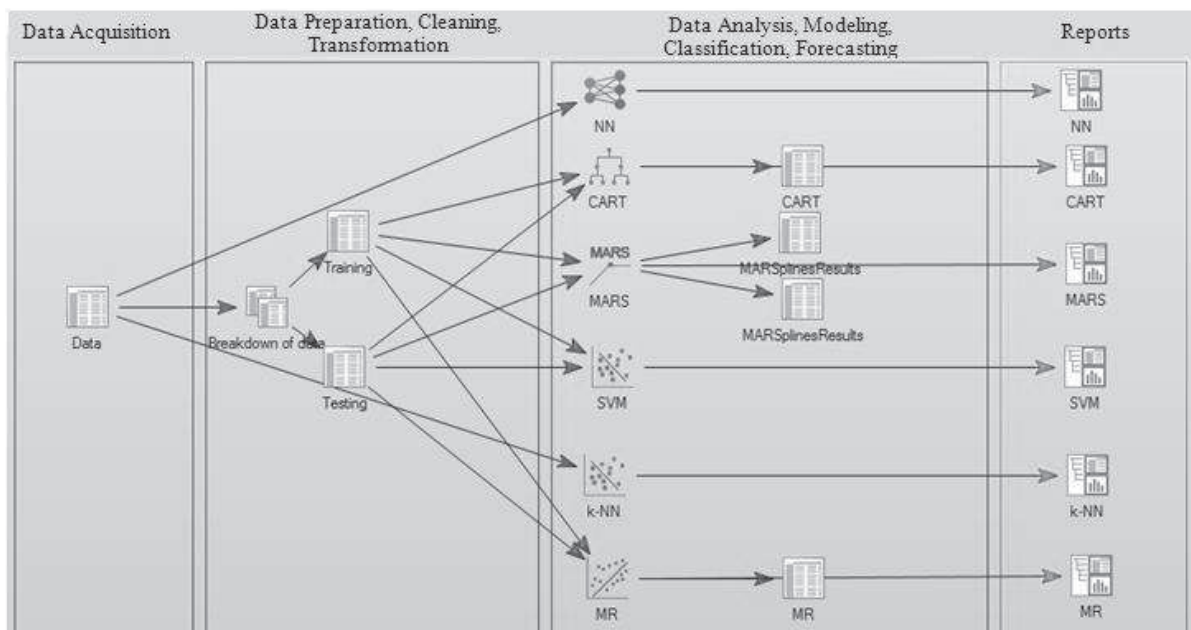 Data Acquisition
Data Preparation, Cleaning,
Transformation
Data Analysis, Modeling,
Classification, Forecasting
Reports
NN
NN
CART
CART
CART
Training
MARS
MARSplinesResults
MARS
MARS
Data
Breakdown of data
MARSplinesResults
Testing
SVM
SVM
k-NN
k-NN
MR
MR
MR